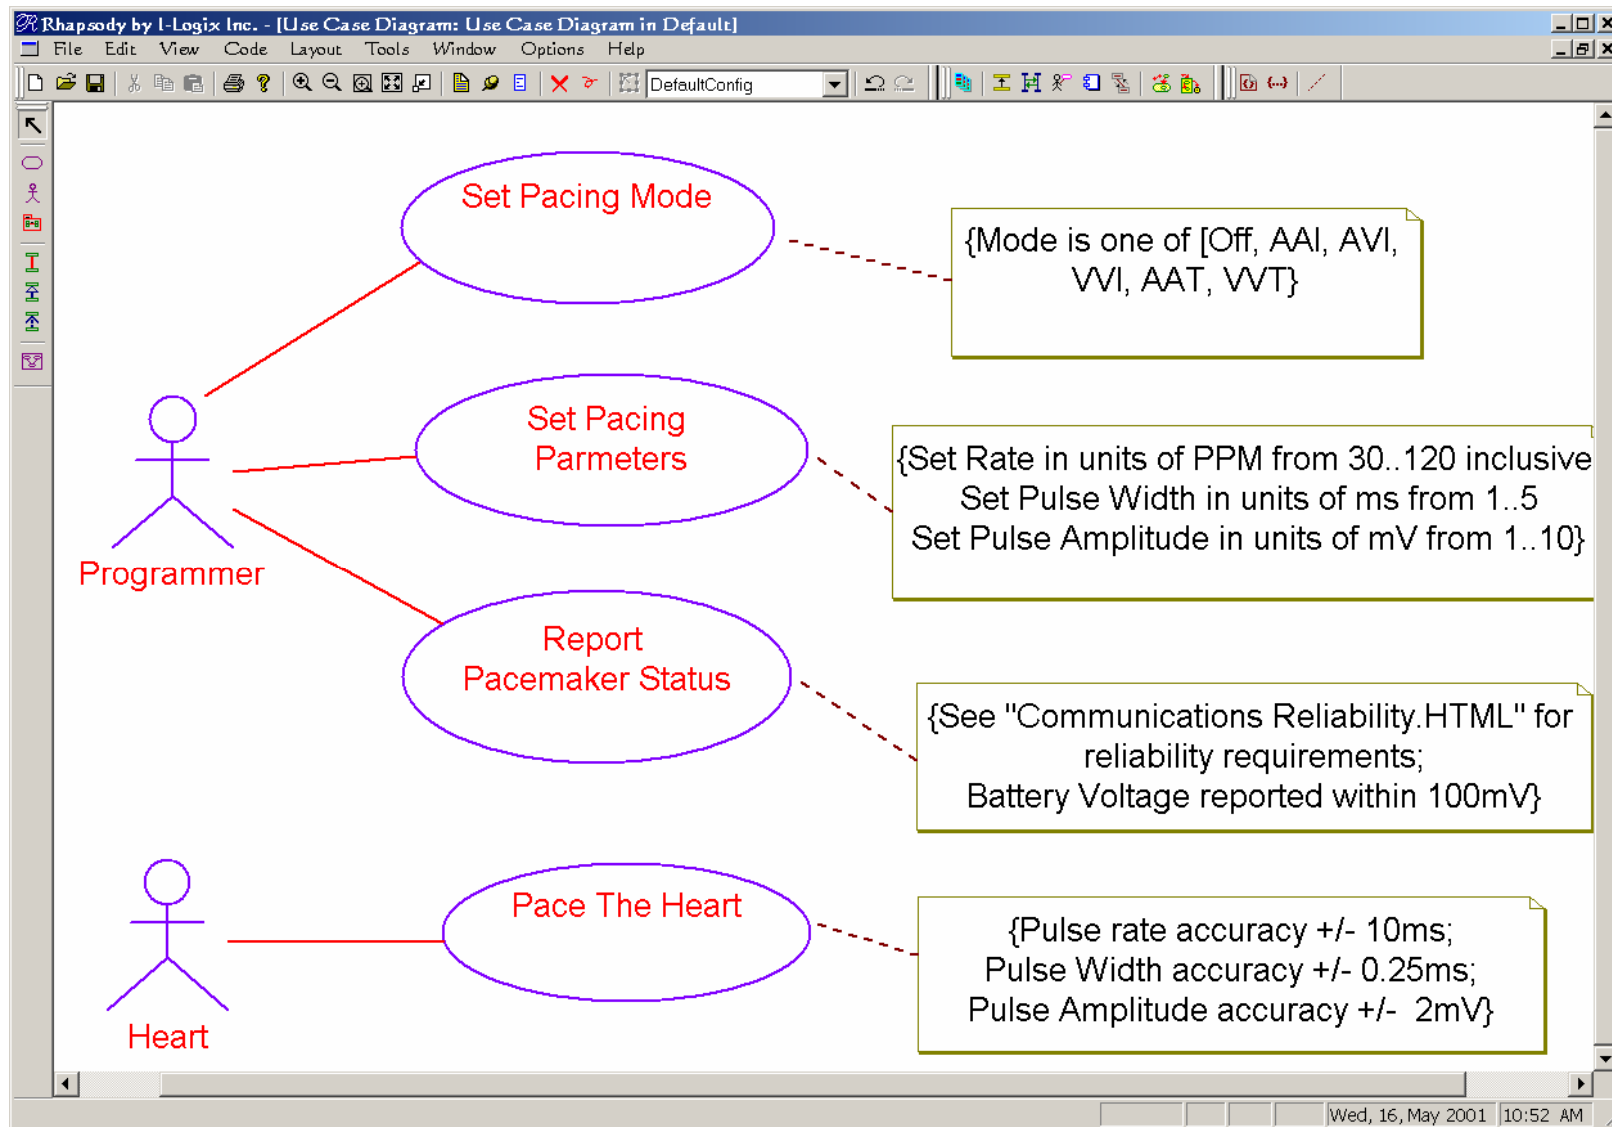 Rhapsody by I-Logix Inc. - [Use Case Diagram: Use Case Diagram in Default]
File Edit View Code Layout Tools Window Options Help
DefaultConfig
Set Pacing Mode
{Mode is one of [Off, AAI, AVI,
VVI, AAT, VVT}
Set Pacing
Parmeters
{Set Rate in units of PPM from 30..120 inclusive
Set Pulse Width in units of ms from 1..5
Set Pulse Amplitude in units of mV from 1..10}
Programmer
Report
Pacemaker Status
{See "Communications Reliability.HTML" for
reliability requirements;
Battery Voltage reported within 100mV}
Pace The Heart
{Pulse rate accuracy +/- 10ms;
Pulse Width accuracy +/- 0.25ms;
Pulse Amplitude accuracy +/-  2mV}
Heart
Wed, 16, May 2001 10:52 AM